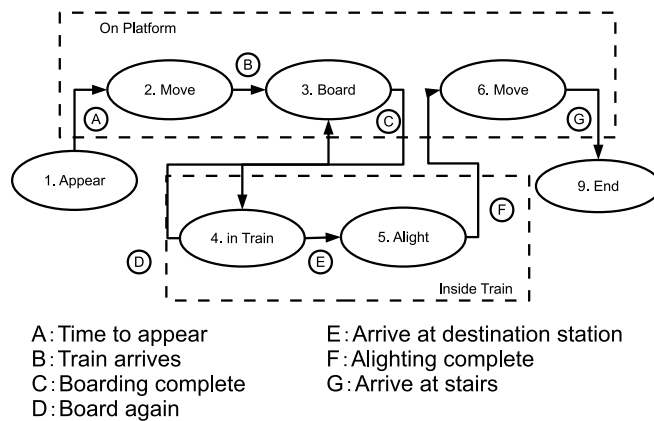 On Platform
B
2. Move
3. Board
6. Move
A
C
G
1. Appear
9. End
4. in Train
5. Alight
F
D
E
Inside Train
A:Time to appear
B:Train arrives
C:Boarding complete
D:Board again
E:Arrive at destination station
F:Alighting complete
G:Arrive at stairs